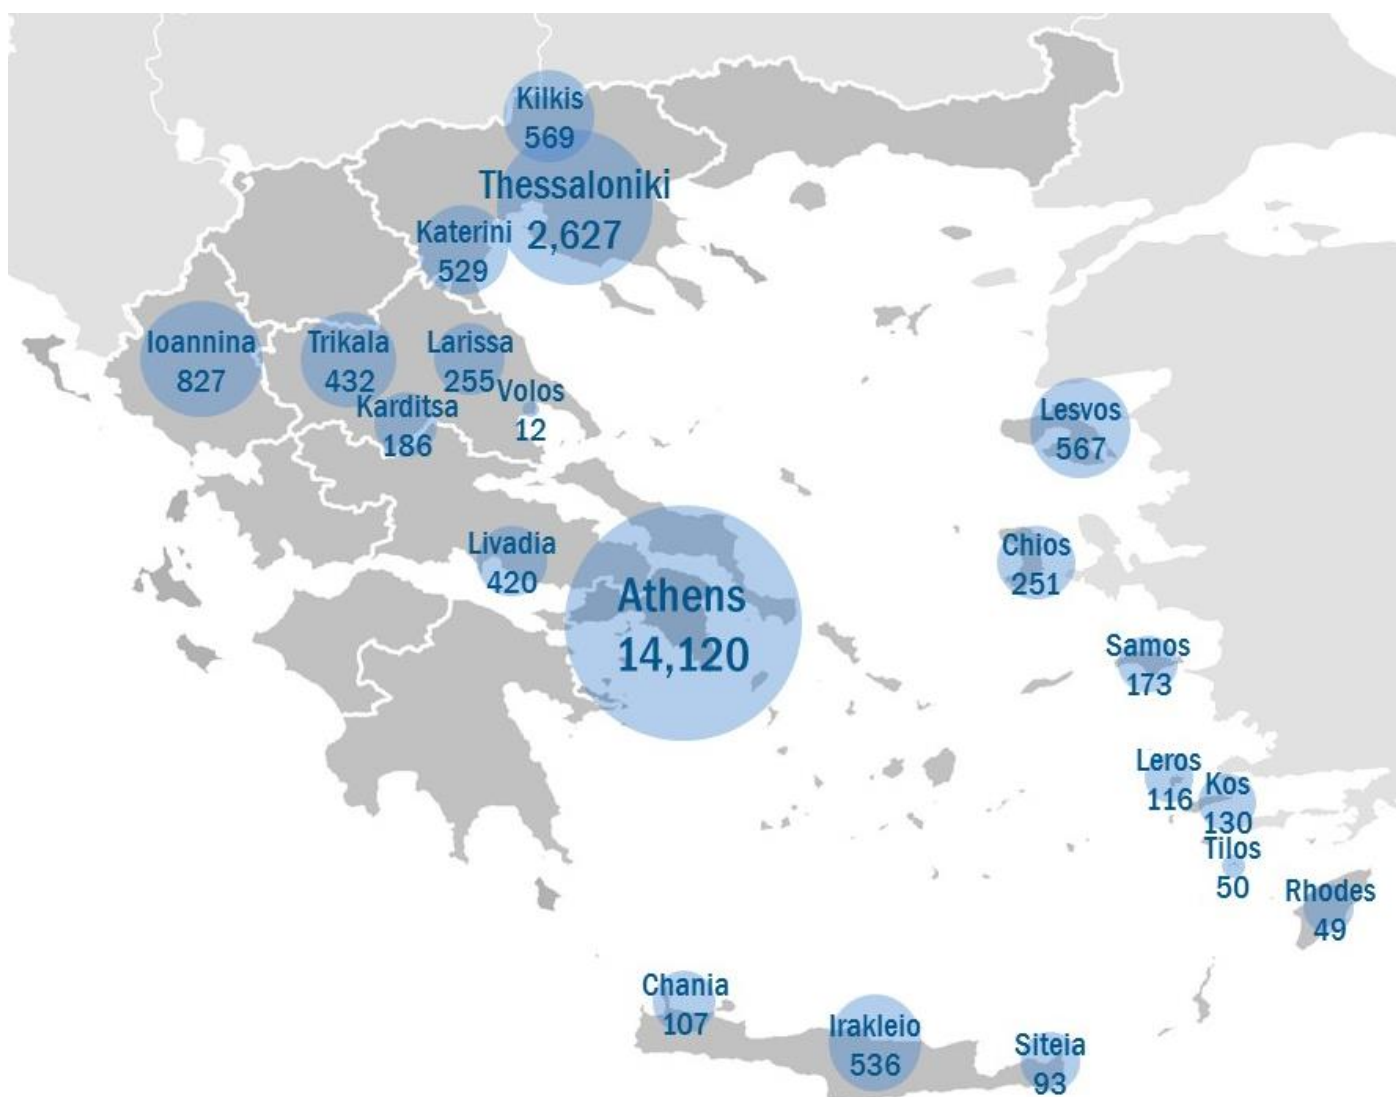 Kilkis
569
Thessaloniki
2,627
Katerini
529
Ioannina
827
Trikala
432
Larissa
255
Volos
12
Karditsa
186
Lesvos
567
Livadia
420
Athens
14,120
Chios
251
Samos
173
Leros
116
Kos
130
Tilos
50
Rhodes
49
Chania
107
Irakleio
536
Siteia
93